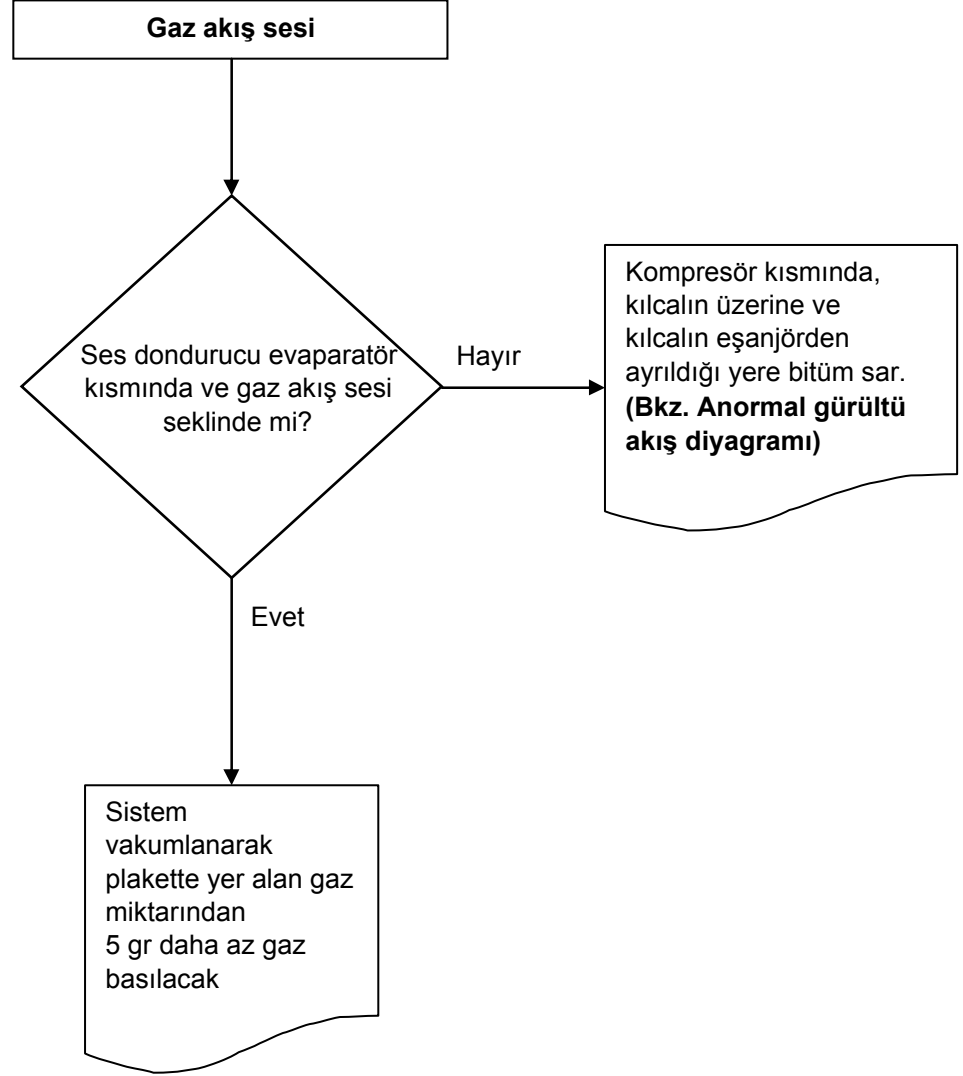 Gaz akış sesi
Ses dondurucu evaparatör
kısmında ve gaz akış sesi
seklinde mi?
Hayır
Kompresör kısmında,
kılcalın üzerine ve
kılcalın eşanjörden
ayrıldığı yere bitüm sar.
(Bkz. Anormal gürültü
akış diyagramı)
Evet
Sistem
vakumlanarak
plakette yer alan gaz
miktarından
5 gr daha az gaz
basılacak